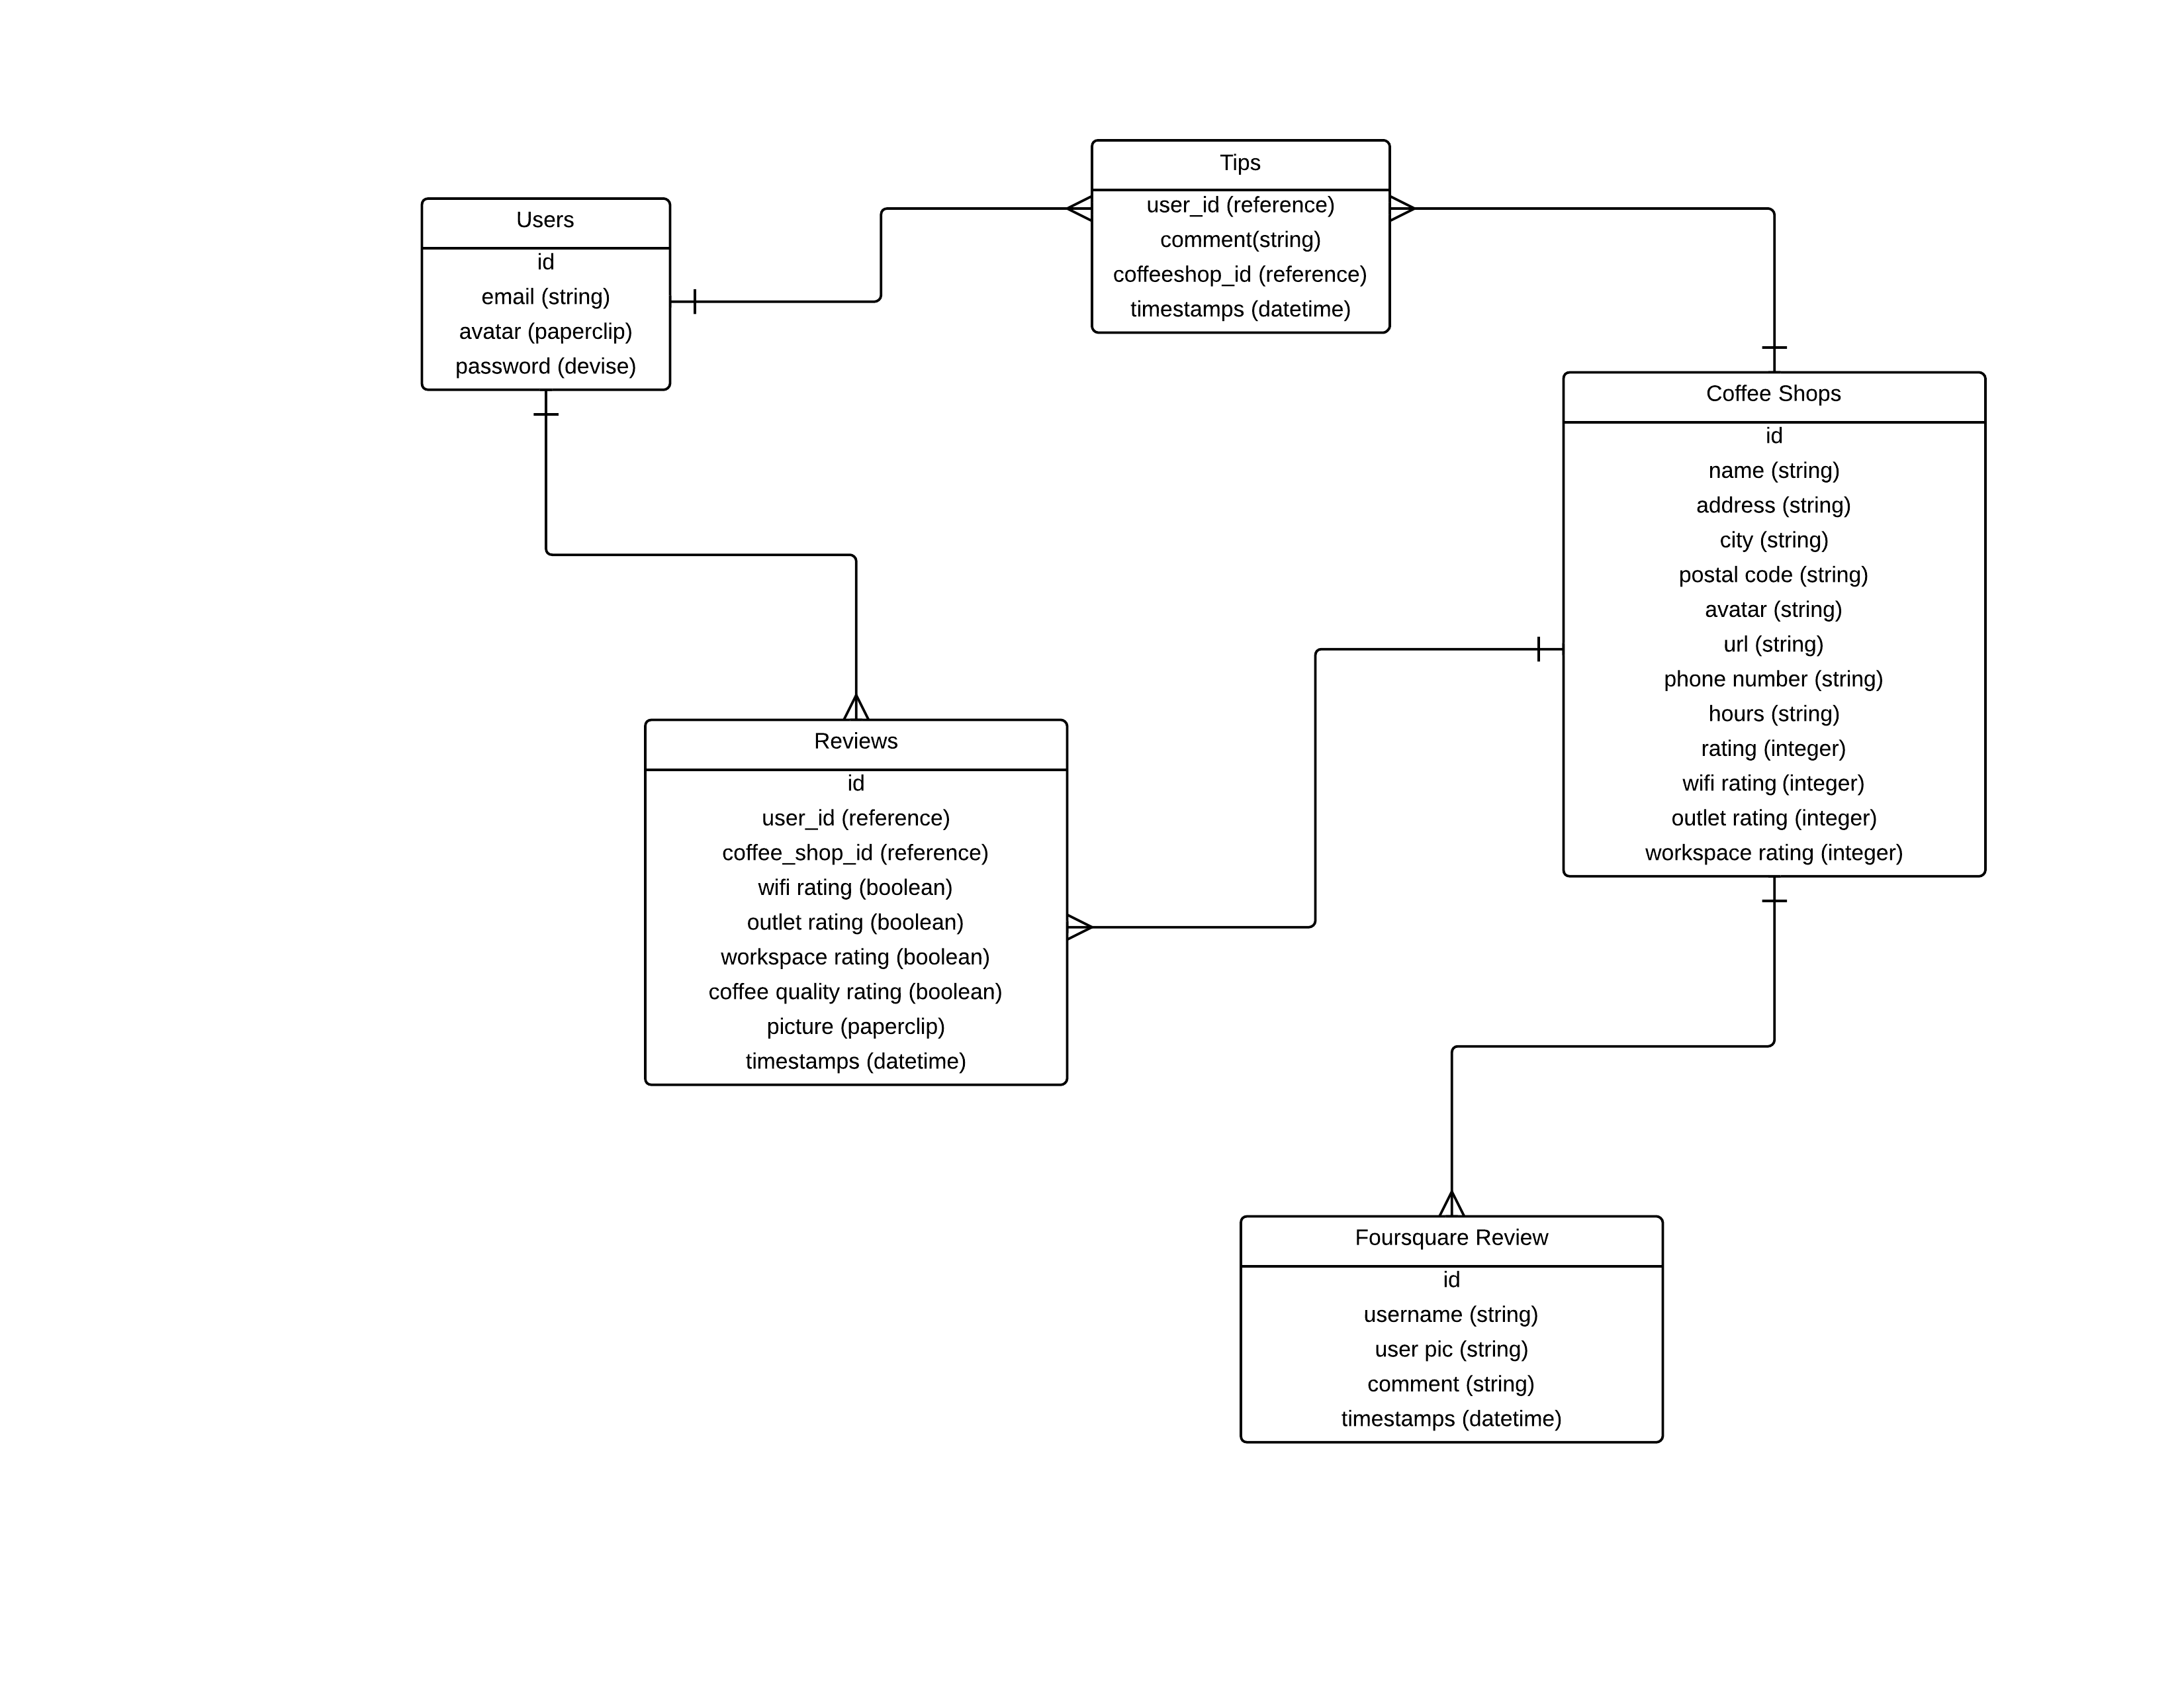 Users
id
email (string)
avatar (paperclip)
password (devise)
Tips
user_id (reference)
comment(string)
coffeeshop_id (reference)
timestamps (datetime)
Coffee Shops
id
name (string)
address (string)
city (string)
postal code (string)
avatar (string)
url (string)
phone number (string)
hours (string)
rating (integer)
wifi rating (integer)
outlet rating (integer)
workspace rating (integer)
Reviews
id
user_id (reference)
coffee_shop_id (reference)
wifi rating (boolean)
outlet rating (boolean)
workspace rating (boolean)
coffee quality rating (boolean)
picture (paperclip)
timestamps (datetime)
Foursquare Review
id
username (string)
user pic (string)
comment (string)
timestamps (datetime)